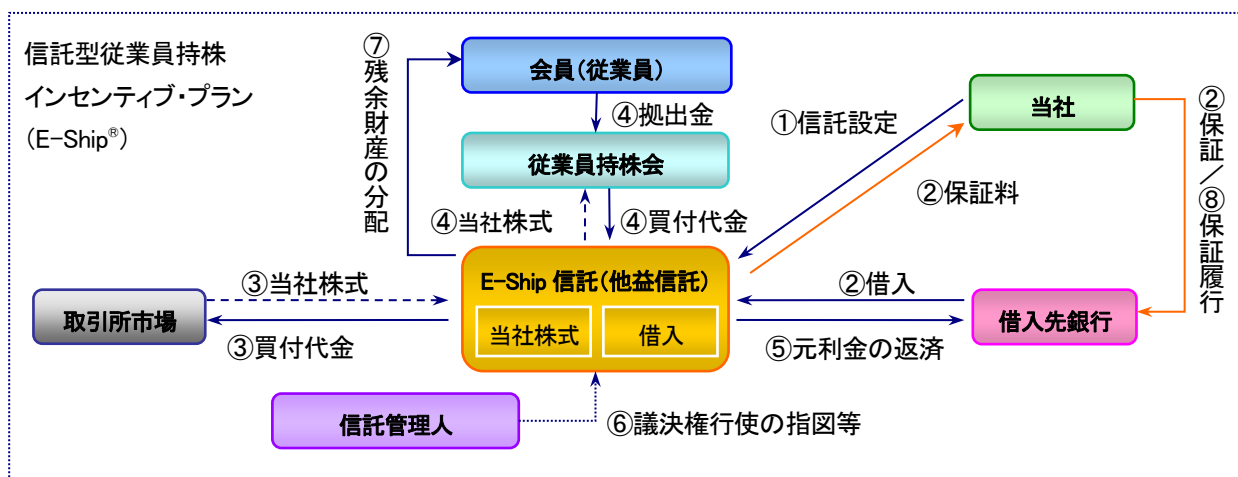 信託型従業員持株
インセンティブ・プラン
(E-Ship®)
⑦残余財産の分配
会員(従業員)
④拠出金
従業員持株会
④当社株式
④買付代金
①信託設定
当社
②保証料
②保証／⑧保証履行
E-Ship 信託(他益信託)
当社株式
借入
③当社株式
取引所市場
③買付代金
②借入
借入先銀行
⑤元利金の返済
信託管理人
⑥議決権行使の指図等